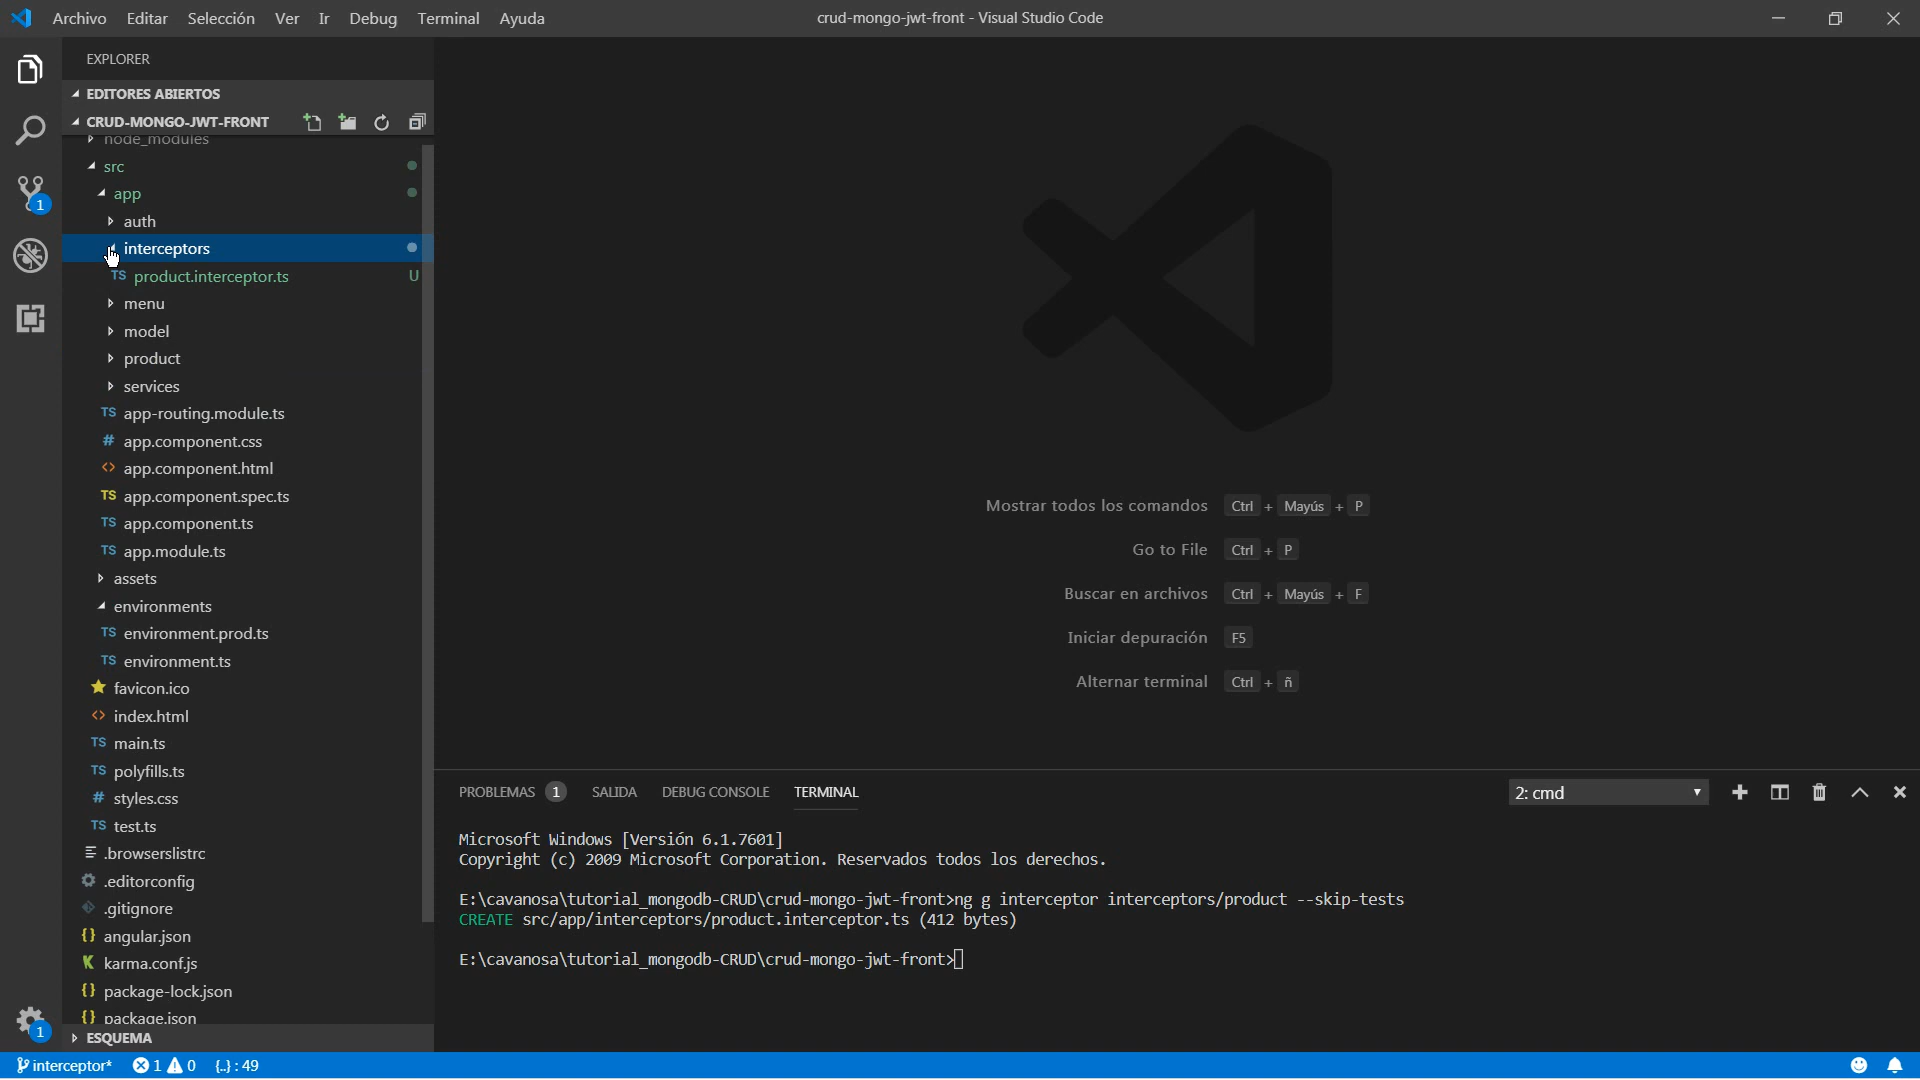 Archivo Editar Selección Ver Ir Debug Terminal Ayuda
crud-mongo-jwt-front - Visual Studio Code
EXPLORER
EDITORES ABIERTOS
CRUD-MONGO-JWT-FRONT
node_modules
src
app
auth
interceptors
TS product.interceptor.ts U
menu
model
product
services
TS app-routing.module.ts
# app.component.css
<> app.component.html
TS app.component.spec.ts
TS app.component.ts
TS app.module.ts
assets
environments
TS environment.prod.ts
TS environment.ts
favicon.ico
<> index.html
TS main.ts
TS polyfills.ts
# styles.css
TS test.ts
.browserslistrc
.editorconfig
.gitignore
{} angular.json
K karma.conf.js
{} package-lock.json
{} package.json
ESQUEMA
1
1
Mostrar todos los comandos Ctrl + Mayús + P
Go to File Ctrl + P
Buscar en archivos Ctrl + Mayús + F
Iniciar depuración F5
Alternar terminal Ctrl + ñ
PROBLEMAS 1 SALIDA DEBUG CONSOLE TERMINAL
2: cmd
Microsoft Windows [Versión 6.1.7601]
Copyright (c) 2009 Microsoft Corporation. Reservados todos los derechos.
E:\cavanosa\tutorial_mongodb-CRUD\crud-mongo-jwt-front>ng g interceptor interceptors/product --skip-tests
CREATE src/app/interceptors/product.interceptor.ts (412 bytes)
E:\cavanosa\tutorial_mongodb-CRUD\crud-mongo-jwt-front>
interceptor* 1 0 {..} : 49